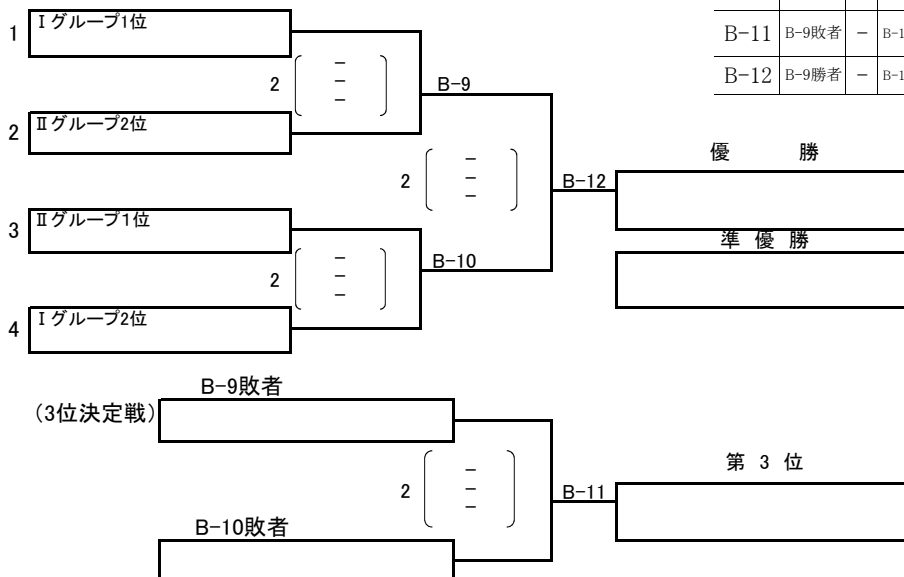 B-11 B-9敗者 -
B-12 B-9勝者 -
1 Ⅰグループ1位
2 - - -
B-9
2 Ⅱグループ2位
2 - - -
B-12
優 勝
準 優 勝
3 Ⅱグループ1位
2 - - -
B-10
4 Ⅰグループ2位
(3位決定戦)
B-9敗者
2 - - -
B-11
第 3 位
B-10敗者